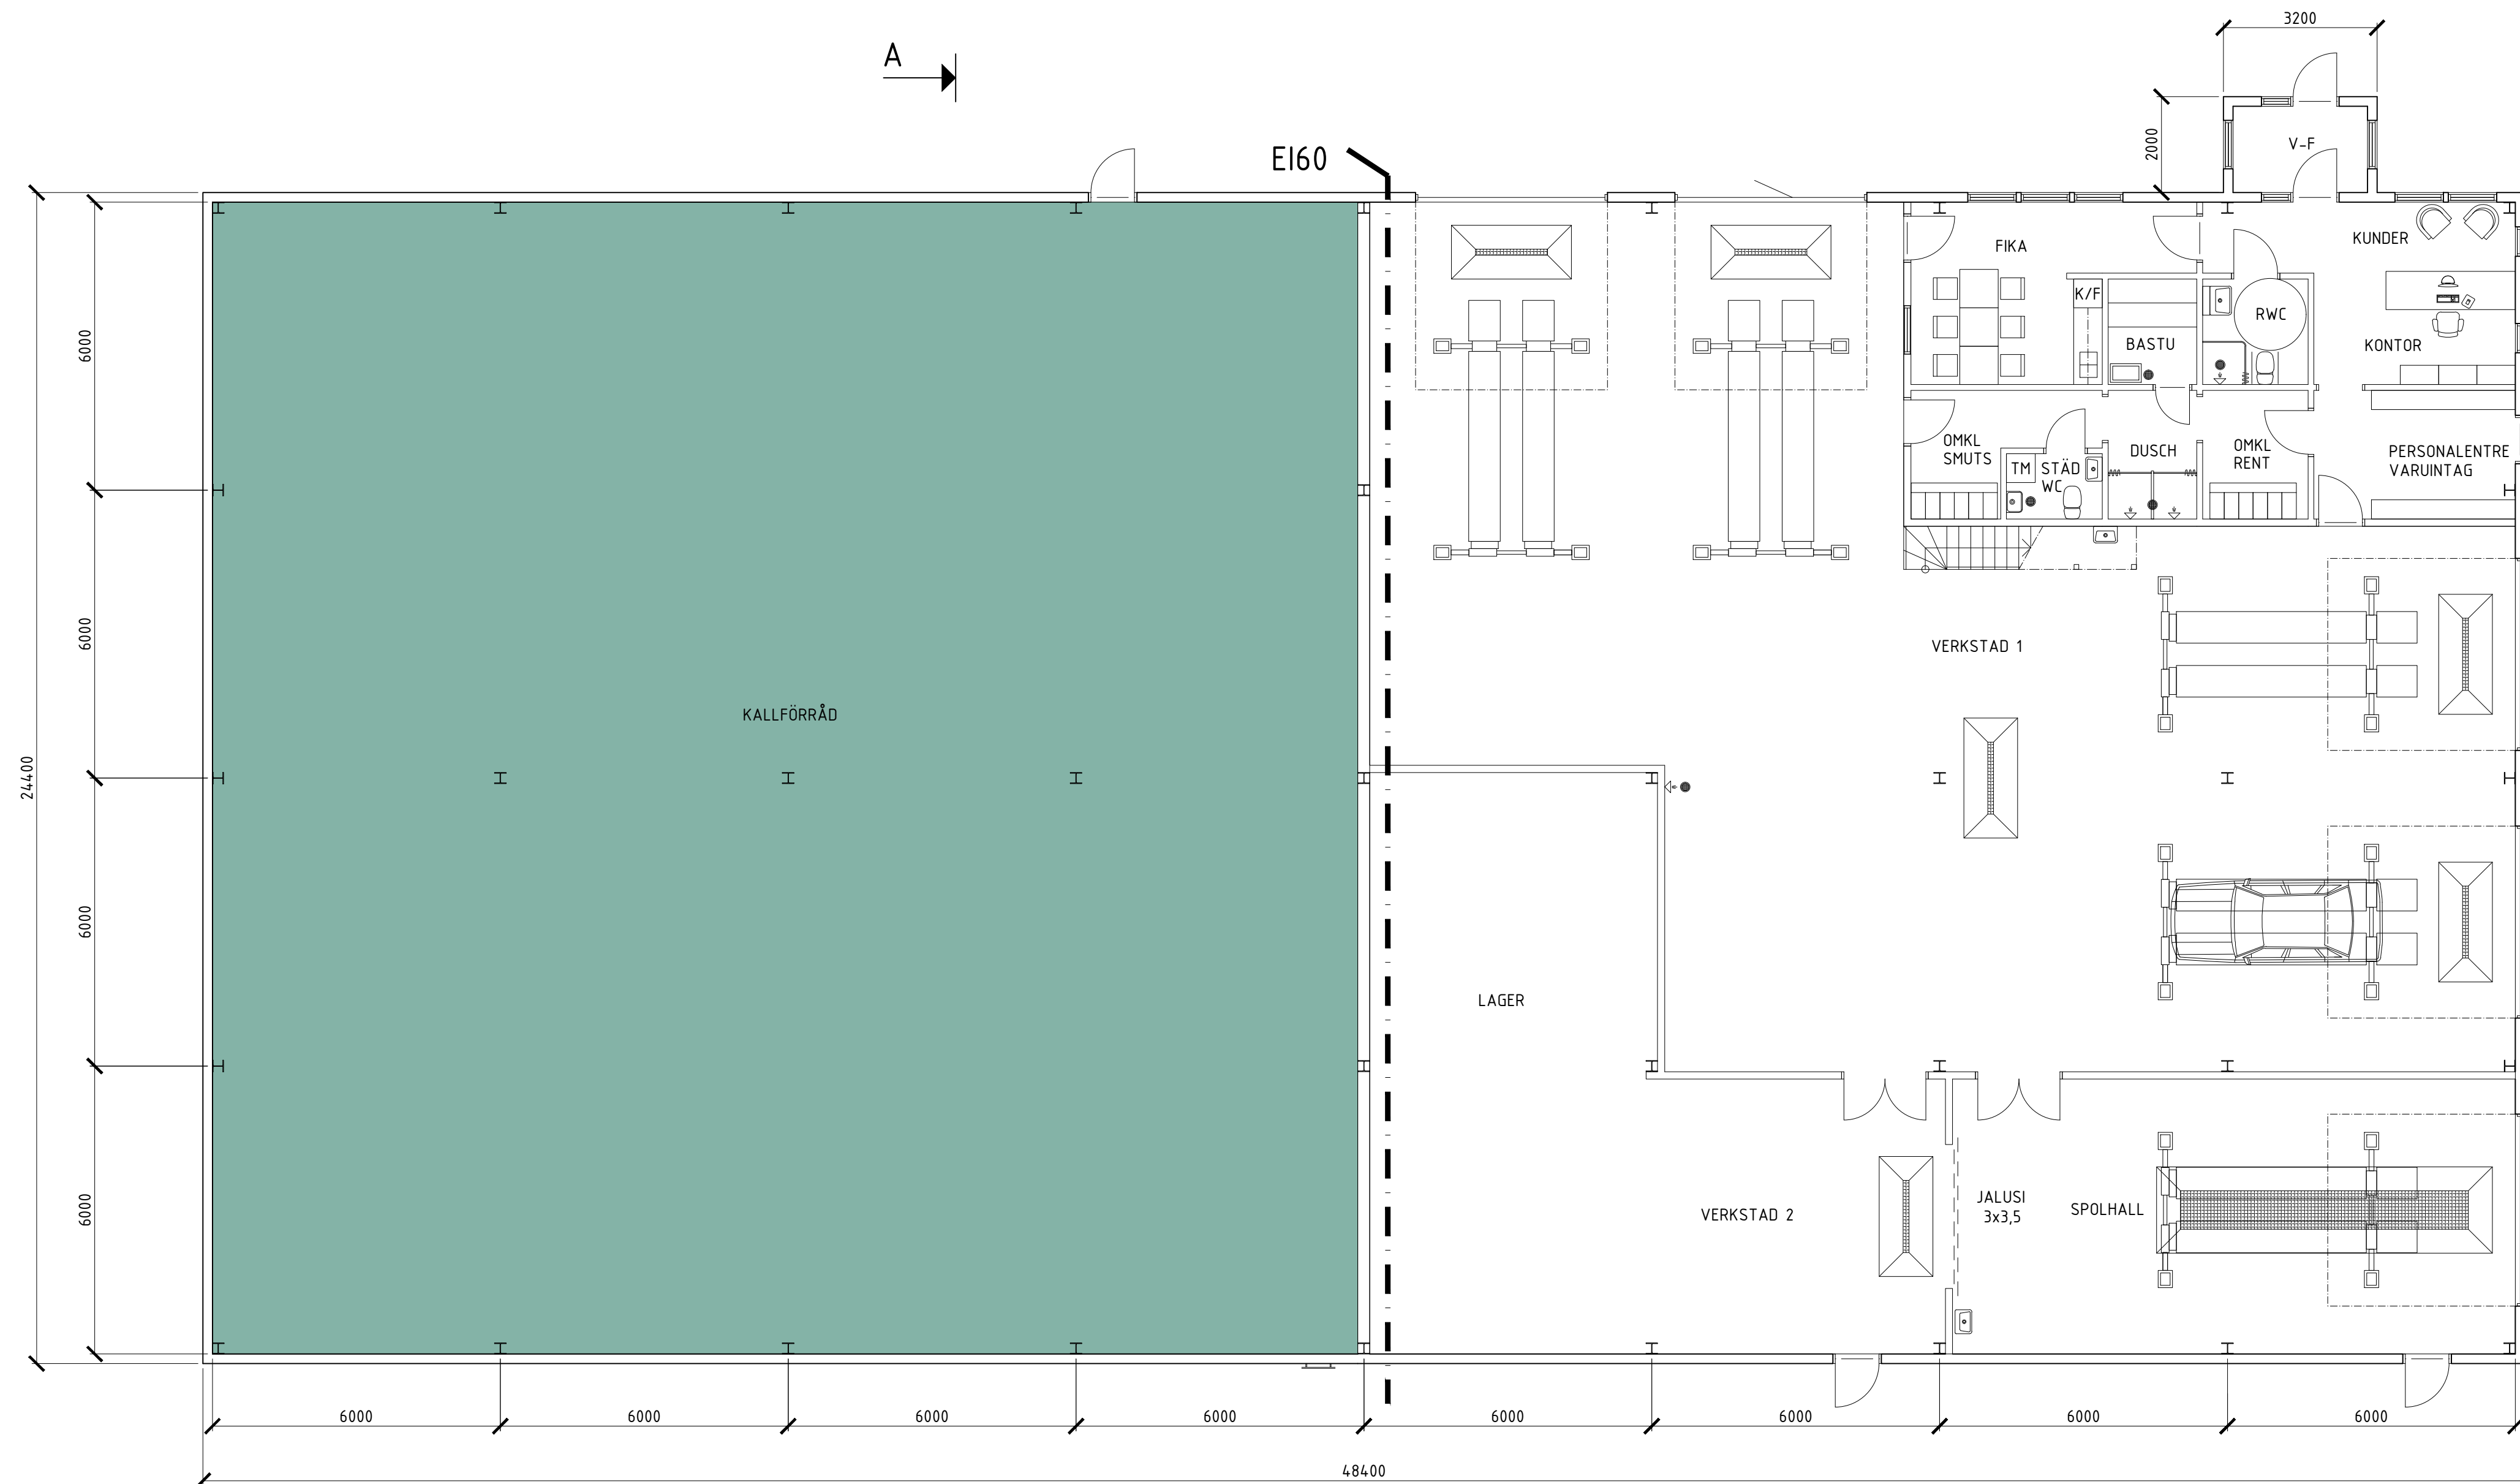 3200
A
2000
V-F
EI60
KUNDER
FIKA
K/F
RWC
6000
BASTU
KONTOR
OMKL
SMUTS
TM
STÄD
WC
DUSCH
OMKL
RENT
PERSONALENTRE
VARUINTAG
6000
VERKSTAD 1
KALLFÖRRÅD
24400
6000
LAGER
6000
VERKSTAD 2
JALUSI
3x3,5
SPOLHALL
6000
6000
6000
6000
6000
6000
6000
6000
48400